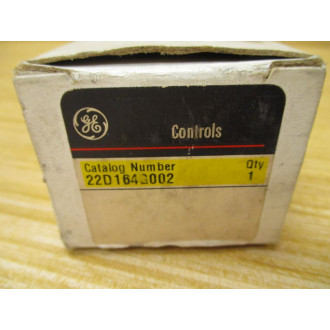 GE
Controls
Catalog Number Qty
22D164G002 1